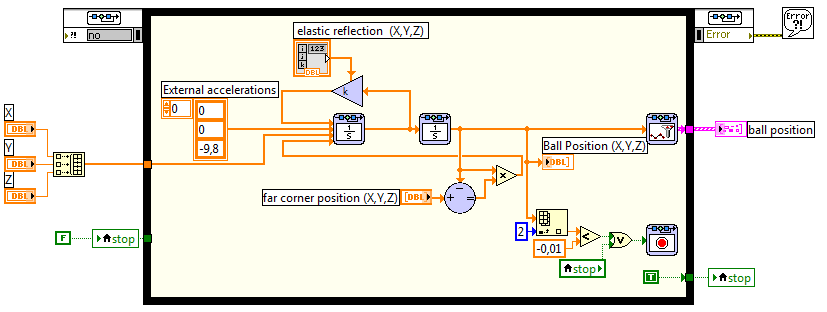 ?!
no
Error
Error
?!
elastic reflection (X,Y,Z)
i
j
k
123
DBL
k
External accelerations
0
0
0
-9,8
1
s
1
s
X
DBL
Y
DBL
Z
DBL
ball position
Ball Position (X,Y,Z)
DBL]
far corner position (X,Y,Z)
[DBL
+
−
=
×
2
-0,01
<
V
F
stop
stop
T
stop